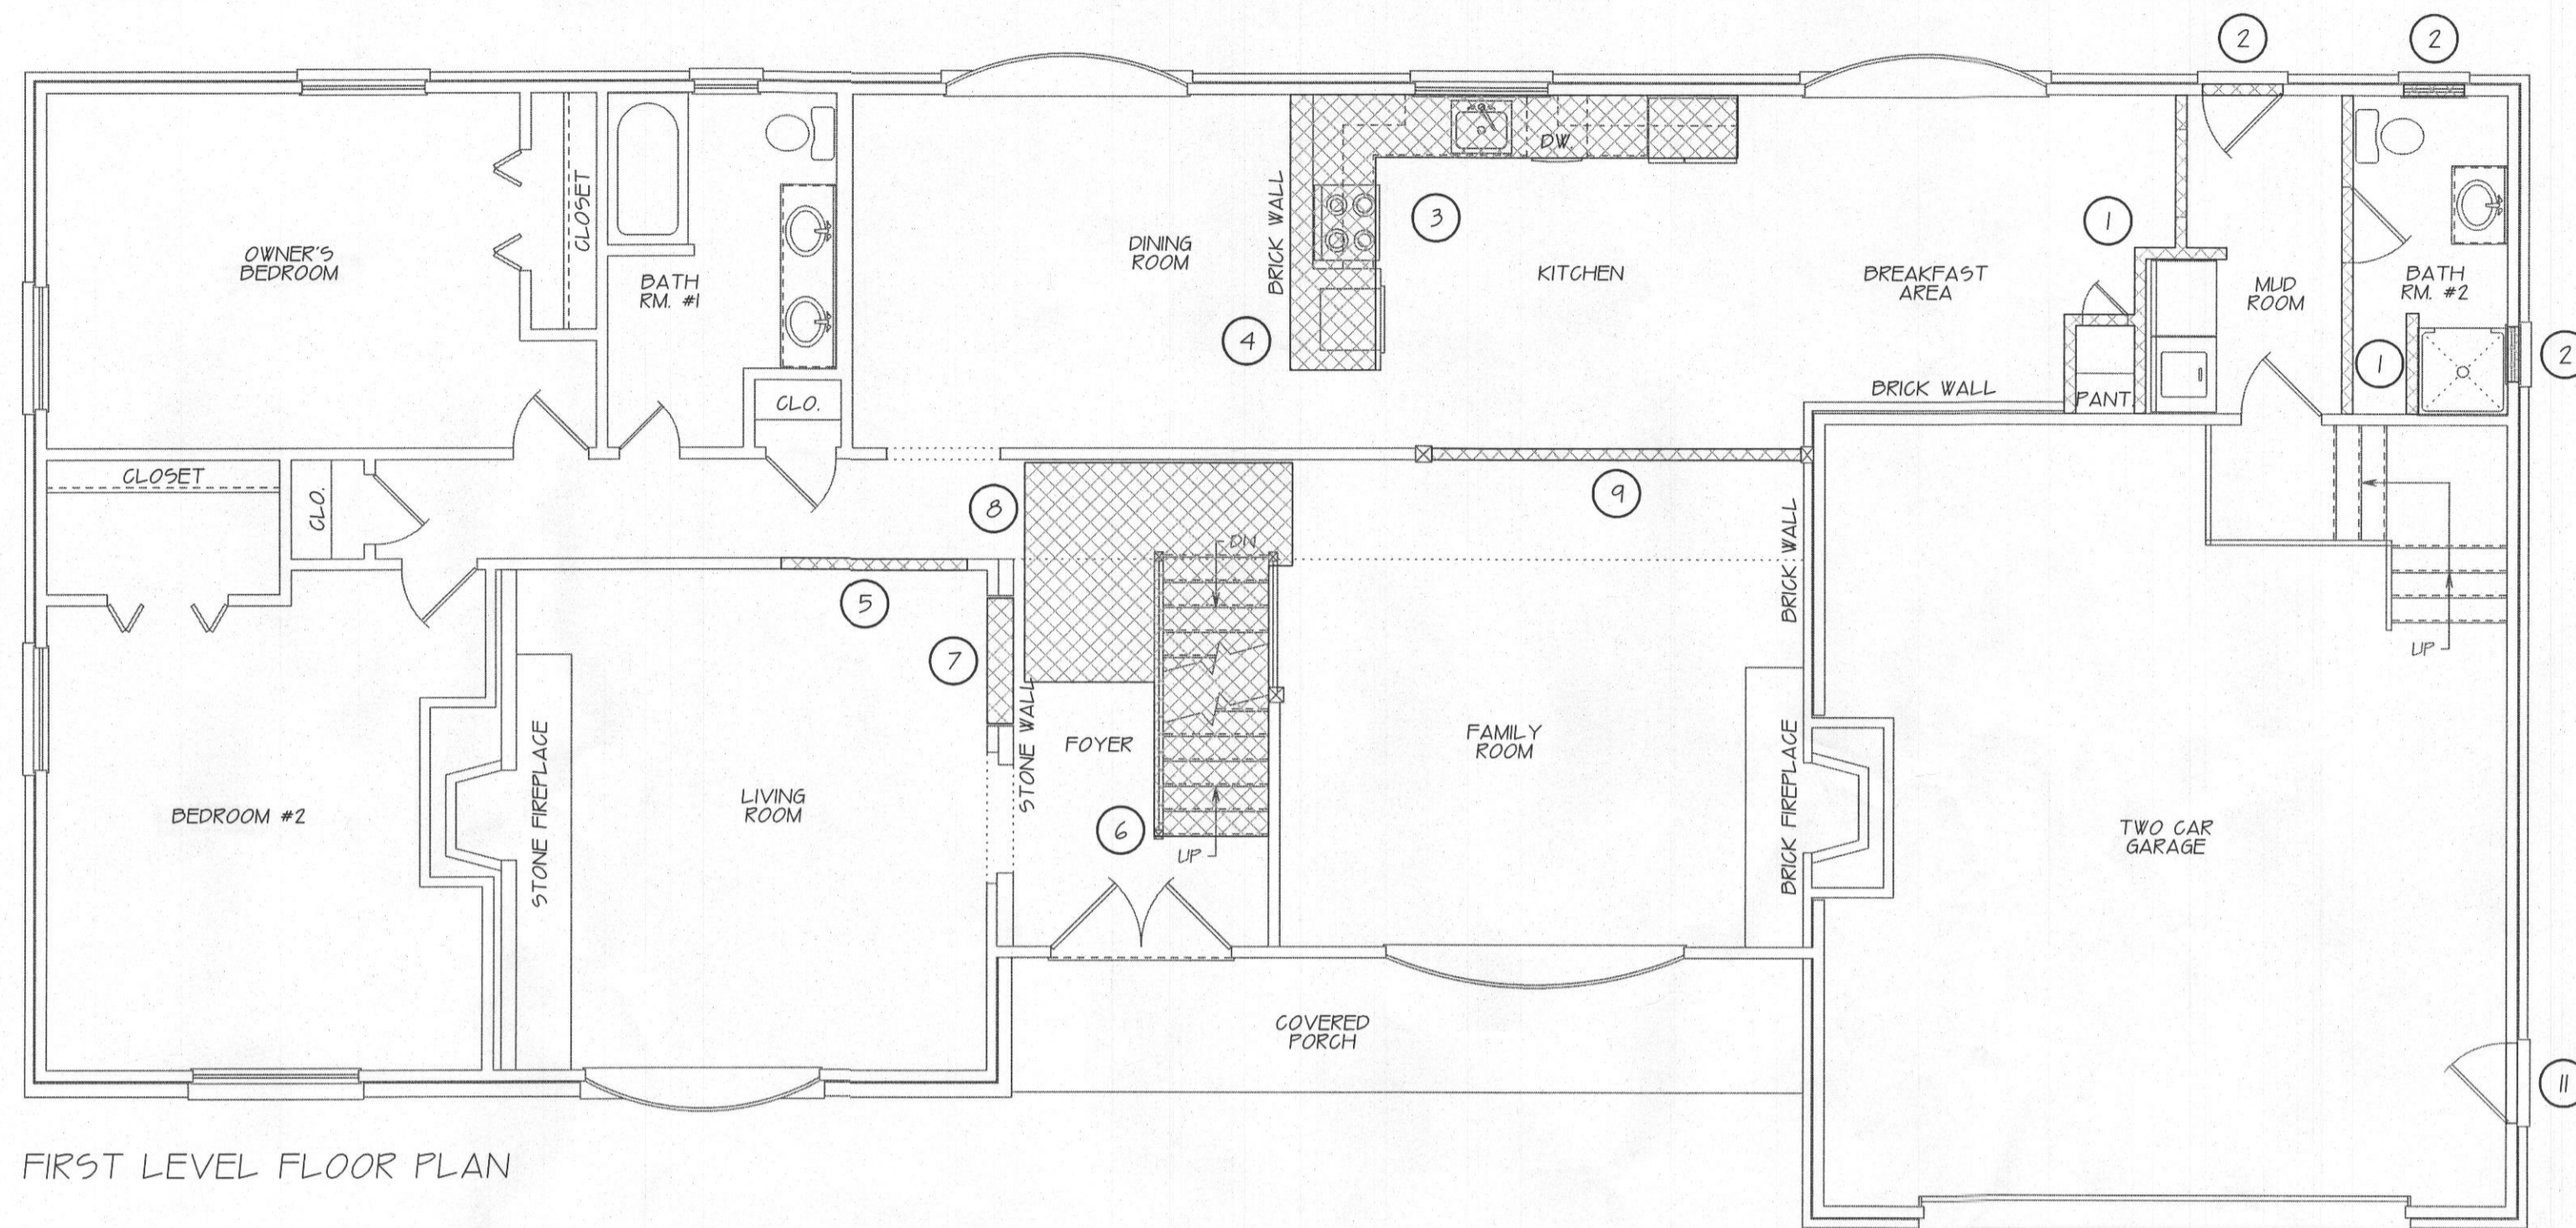 2
2
OWNER'S
BEDROOM
CLOSET
BATH
RM. #1
DINING
ROOM
BRICK WALL
DW.
3
KITCHEN
BREAKFAST
AREA
1
MUD
ROOM
BATH
RM. #2
4
1
2
CLO.
BRICK WALL
PANT.
CLOSET
CLO.
8
9
DN
BRICK WALL
5
7
UP
STONE WALL
FOYER
FAMILY
ROOM
STONE FIREPLACE
LIVING
ROOM
BEDROOM #2
6
UP
BRICK FIREPLACE
TWO CAR
GARAGE
COVERED
PORCH
11
FIRST LEVEL FLOOR PLAN